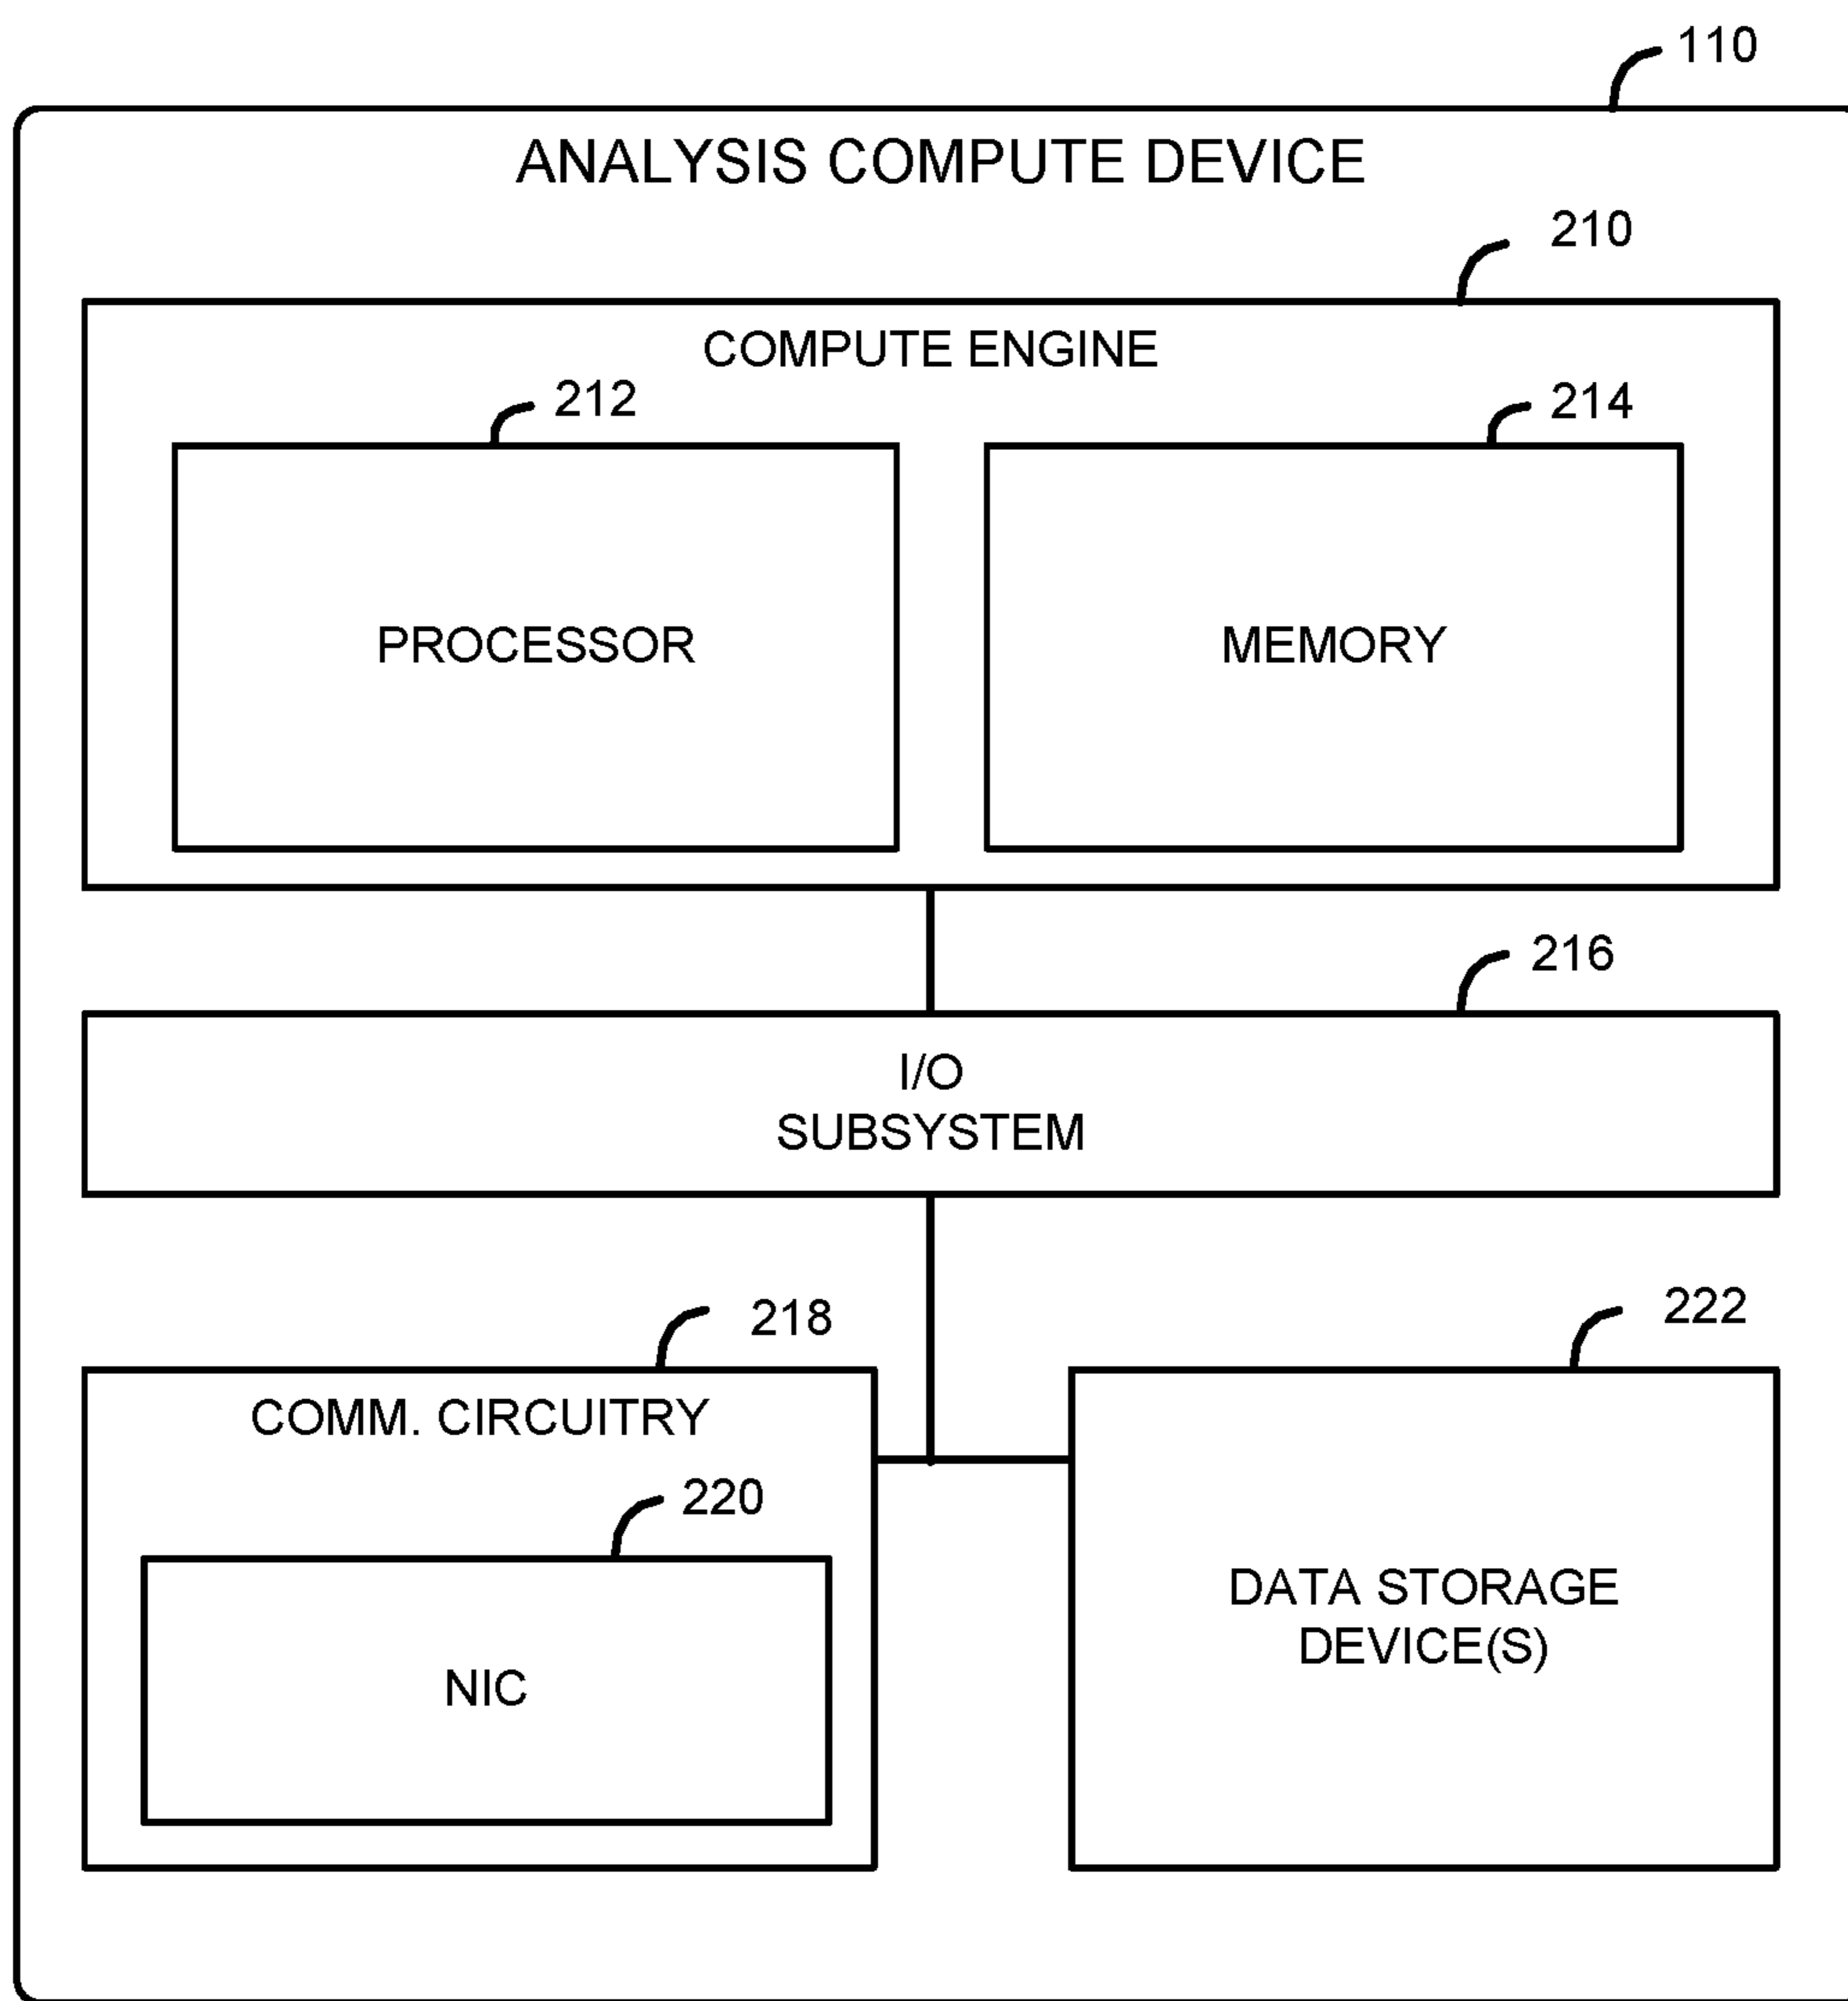 110
ANALYSIS COMPUTE DEVICE
210
COMPUTE ENGINE
212
214
PROCESSOR
MEMORY
216
I/O
SUBSYSTEM
218
222
COMM. CIRCUITRY
220
DATA STORAGE
DEVICE(S)
NIC